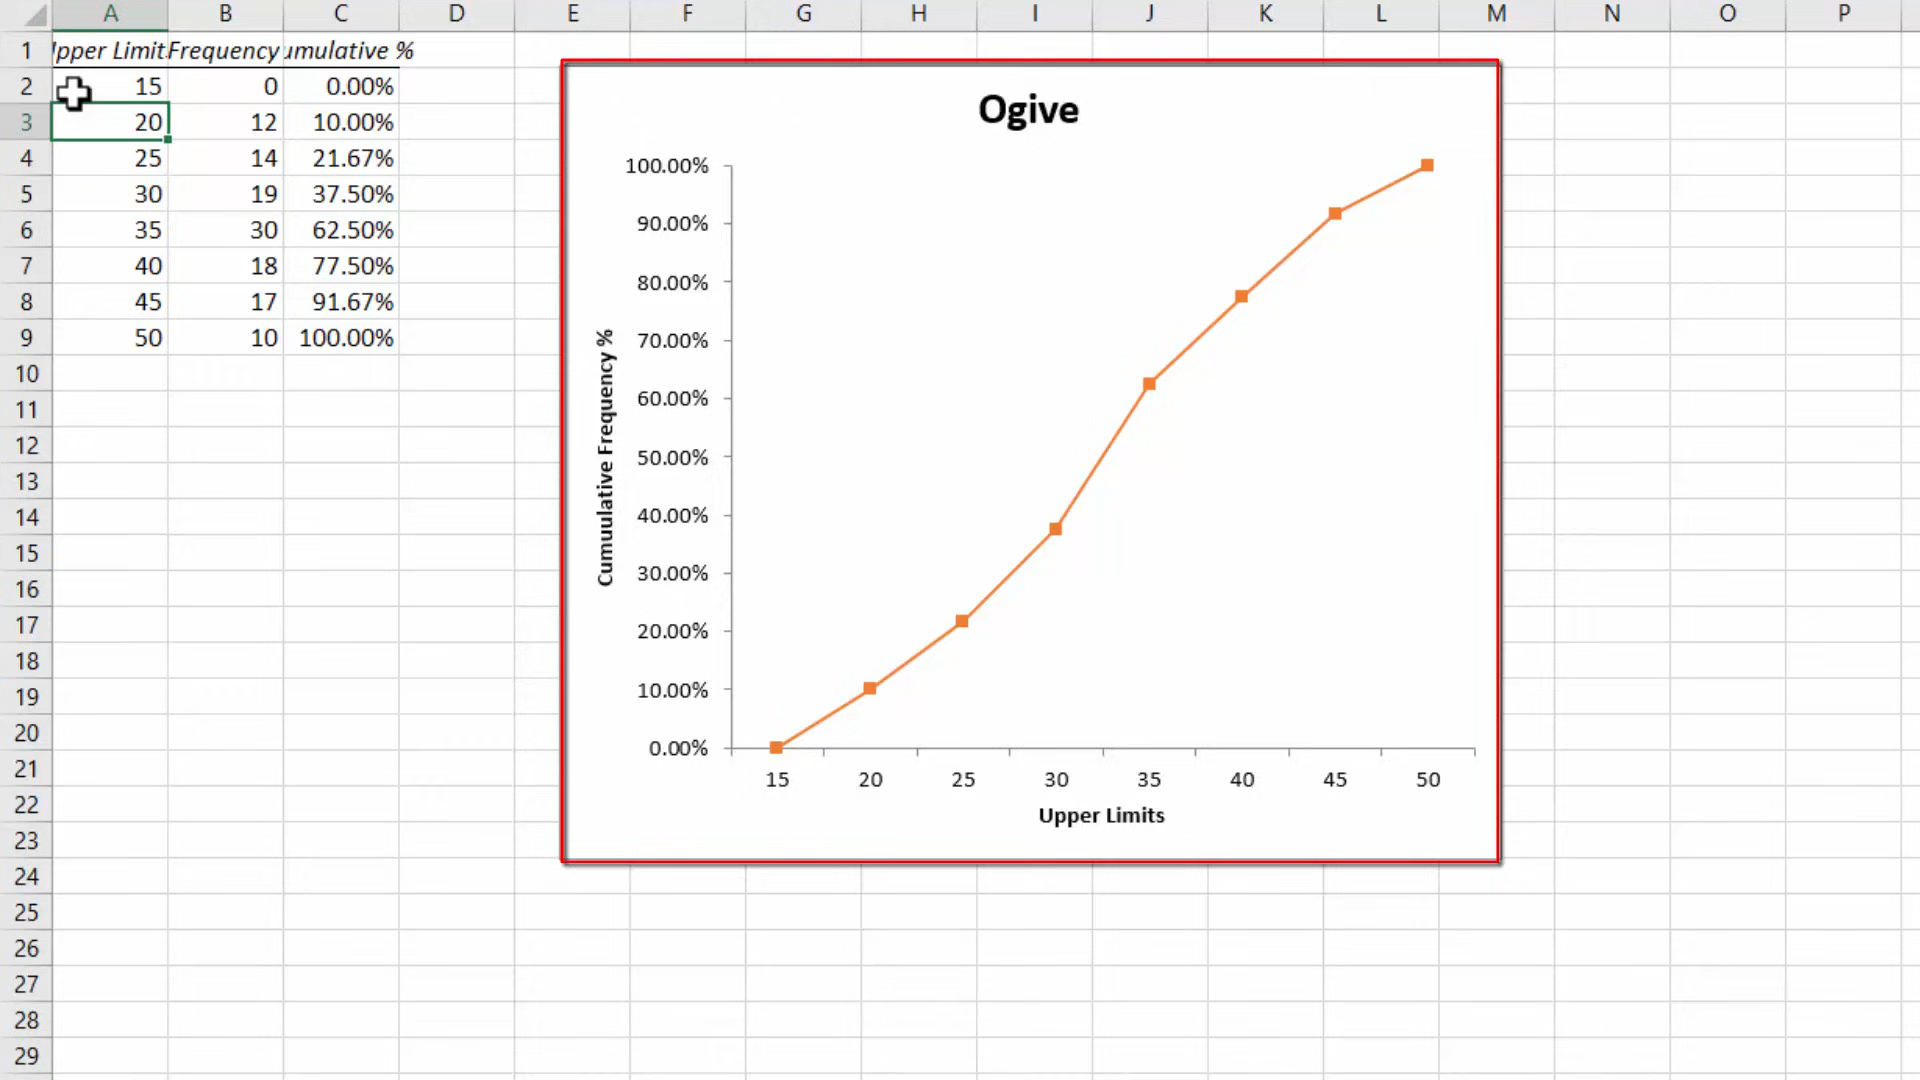 A B C D E F G H I J K L M N O P
1 Upper Limit Frequency umulative %
2 15 0 0.00%
3 20 12 10.00%
4 25 14 21.67%
5 30 19 37.50%
6 35 30 62.50%
7 40 18 77.50%
8 45 17 91.67%
9 50 10 100.00%
10
11
12
13
14
15
16
17
18
19
20
21
22
23
24
25
26
27
28
29
Ogive
100.00%
90.00%
80.00%
70.00%
60.00%
50.00%
40.00%
30.00%
20.00%
10.00%
0.00%
Cumuulative Frequency %
15 20 25 30 35 40 45 50
Upper Limits